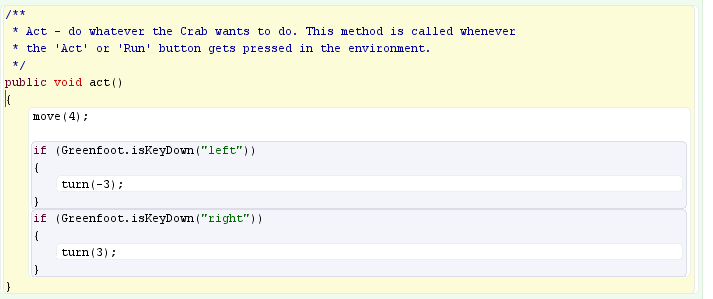 /**
 * Act - do whatever the Crab wants to do. This method is called whenever
 * the 'Act' or 'Run' button gets pressed in the environment.
 */
public void act()
{
    move(4);

    if (Greenfoot.isKeyDown("left"))
    {
        turn(-3);
    }
    if (Greenfoot.isKeyDown("right"))
    {
        turn(3);
    }
}